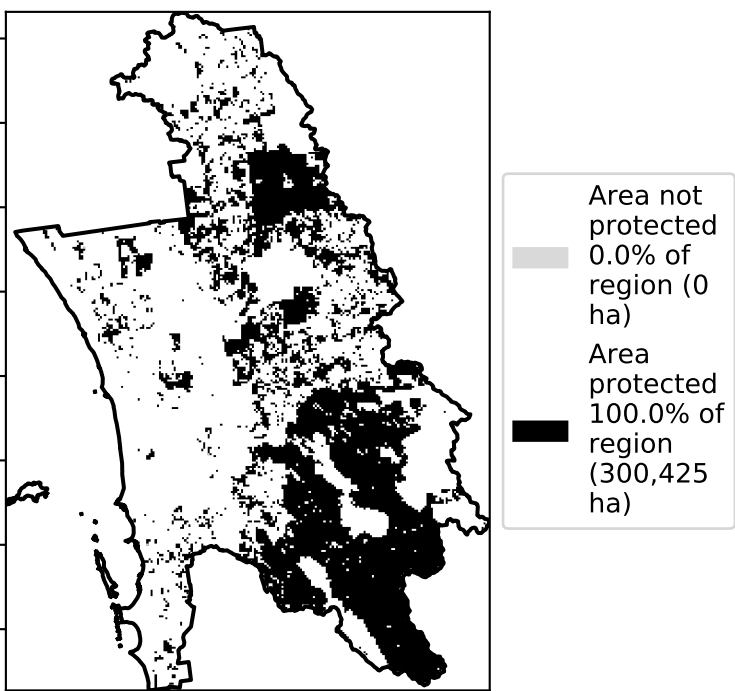 Area not
protected
0.0% of
region (0
ha)
Area
protected
100.0% of
region
(300,425
ha)